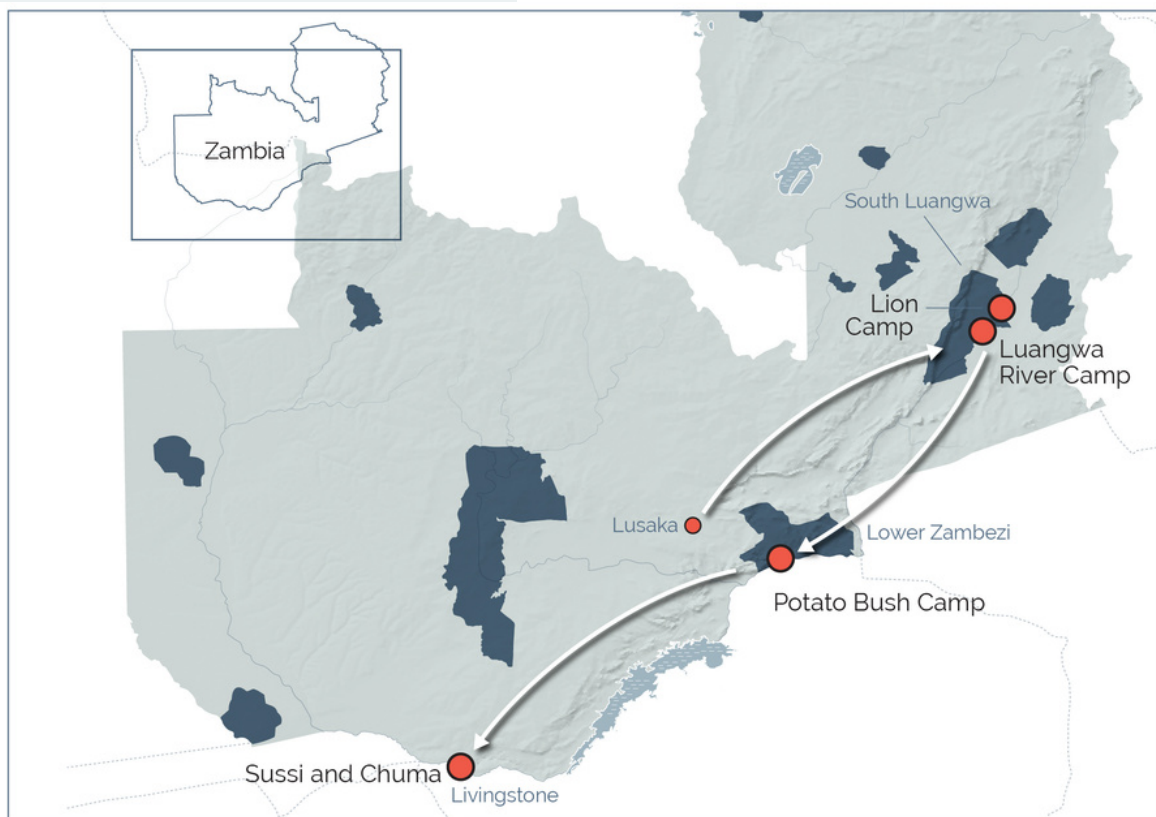 Zambia
South Luangwa
Lion
Camp
Luangwa
River Camp
Lusaka
Lower Zambezi
Potato Bush Camp
Sussi and Chuma
Livingstone